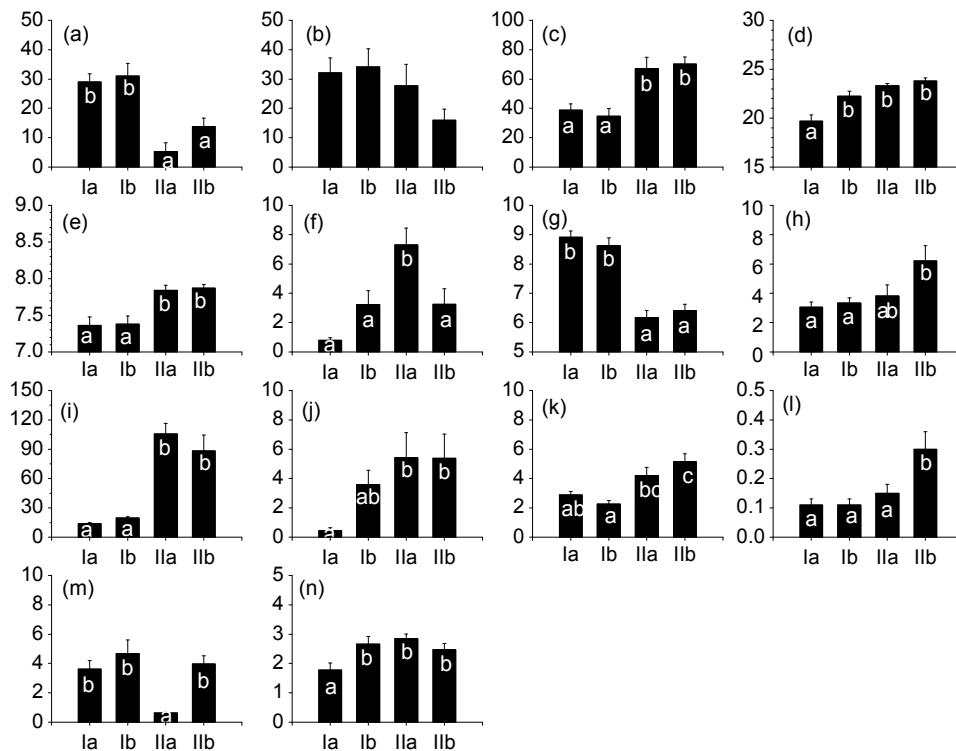 50
40
30
20
10
0
(a)
b
b
a
a
Ia Ib IIa IIb
50
40
30
20
10
0
(b)
Ia Ib IIa IIb
100
80
60
40
20
0
(c)
a
a
b
b
Ia Ib IIa IIb
30
25
20
15
(d)
a
b
b
b
Ia Ib IIa IIb
9.0
8.5
8.0
7.5
7.0
(e)
a
a
b
b
Ia Ib IIa IIb
10
8
6
4
2
0
(f)
a
a
b
a
Ia Ib IIa IIb
10
9
8
7
6
5
(g)
b
b
a
a
Ia Ib IIa IIb
10
8
6
4
2
0
(h)
a
a
ab
b
Ia Ib IIa IIb
150
120
90
60
30
0
(i)
a
a
b
b
Ia Ib IIa IIb
10
8
6
4
2
0
(j)
a
ab
b
b
Ia Ib IIa IIb
10
8
6
4
2
0
(k)
ab
a
bc
c
Ia Ib IIa IIb
0.5
0.4
0.3
0.2
0.1
0.0
(l)
a
a
a
b
Ia Ib IIa IIb
10
8
6
4
2
0
(m)
b
b
a
b
Ia Ib IIa IIb
5
4
3
2
1
0
(n)
a
b
b
b
Ia Ib IIa IIb